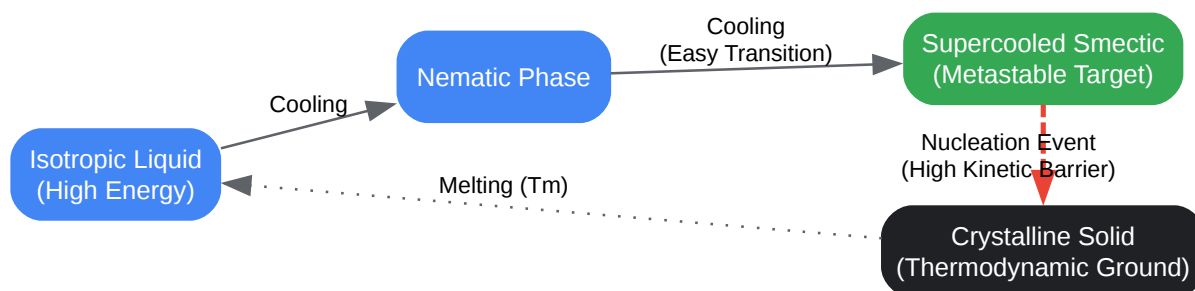 Cooling
(Easy Transition)
Supercooled Smectic
(Metastable Target)
Nematic Phase
Cooling
Isotropic Liquid
(High Energy)
Nucleation Event
(High Kinetic Barrier)
Melting (Tm)
Crystalline Solid
(Thermodynamic Ground)